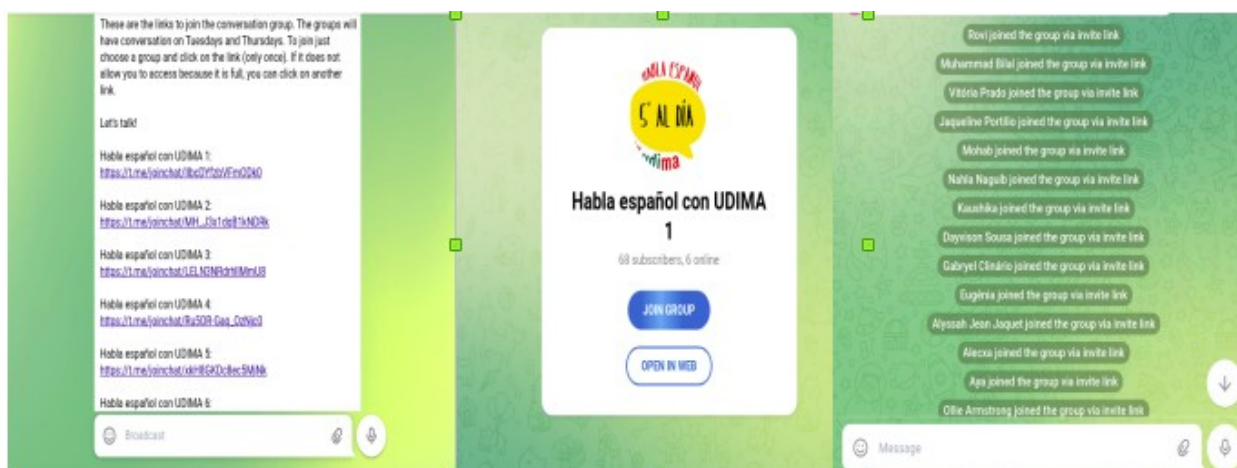 These are the links to join the conversation group. The groups will
have conversation on Tuesdays and Thursdays. To join just
choose a group and click on the link (only once). If it does not
allow you to access because it is full, you can click on another
link.
Let's talk!
Habla español con UDIMA 1:
Habla español con UDIMA 2:
Habla español con UDIMA 3:
Habla español con UDIMA 4:
Habla español con UDIMA 5:
Habla español con UDIMA 6:
Broadcast
HABLA ESPAÑOL
5' AL DÍA
udima
Habla español con UDIMA
1
68 subscribers, 6 online
JOIN GROUP
OPEN IN WEB
Rovi joined the group via invite link
Muhammad Bilal joined the group via invite link
Vitória Prado joined the group via invite link
Jaqueline Portilio joined the group via invite link
Mohab joined the group via invite link
Nahla Naguib joined the group via invite link
Kaushika joined the group via invite link
Daywison Sousa joined the group via invite link
Gabryel Clinário joined the group via invite link
Eugênia joined the group via invite link
Alyssah Jean Jaquet joined the group via invite link
Alecxa joined the group via invite link
Aya joined the group via invite link
Ollie Armstrong joined the group via invite link
Message